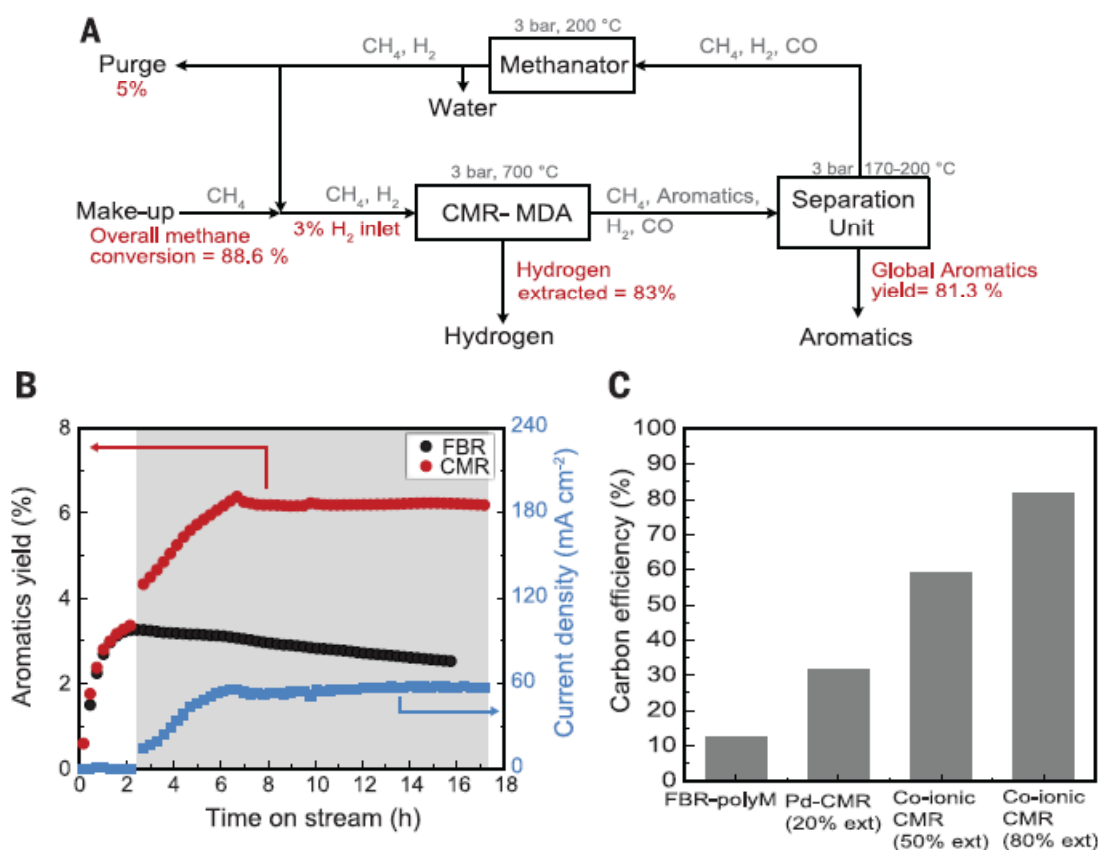 A
3 bar, 200 °C
CH4, H2
Methanator
CH4, H2, CO
Purge
5%
Water
3 bar, 700 °C
3 bar, 170-200 °C
Make-up
CH4
CH4, H2
CMR- MDA
CH4, Aromatics,
H2, CO
Separation
Unit
Overall methane
conversion = 88.6 %
3% H2 inlet
Hydrogen
extracted = 83%
Global Aromatics
yield= 81.3 %
Hydrogen
Aromatics
B
Aromatics yield (%)
8
6
4
2
0
FBR
CMR
240
180
120
60
0
Current density (mA cm-2)
0 2 4 6 8 10 12 14 16 18
Time on stream (h)
C
Carbon efficiency (%)
100
90
80
70
60
50
40
30
20
10
0
FBR-polyM
Pd-CMR
(20% ext)
Co-ionic
CMR
(50% ext)
Co-ionic
CMR
(80% ext)